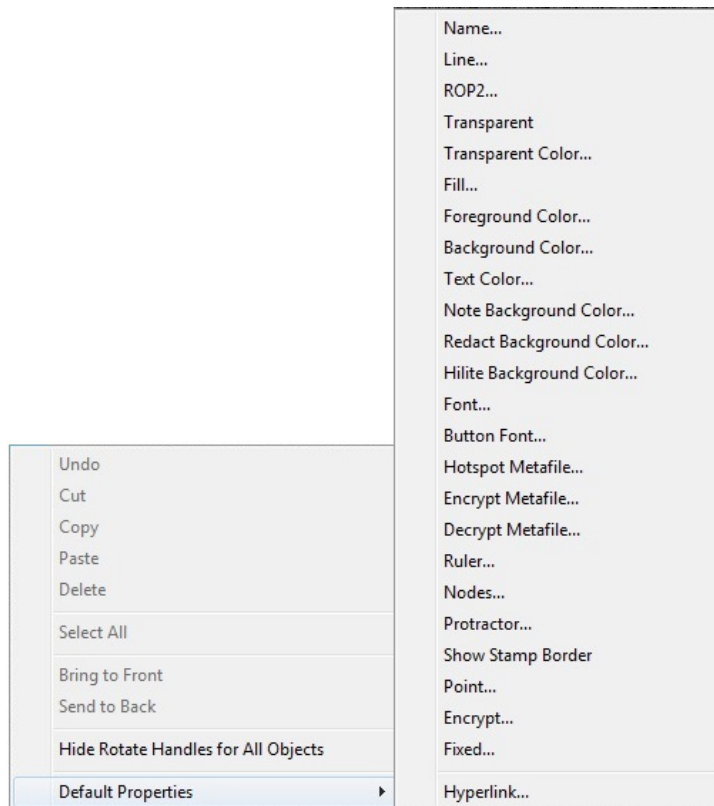 Undo
Cut
Copy
Paste
Delete
Select All
Bring to Front
Send to Back
Hide Rotate Handles for All Objects
Default Properties
Name...
Line...
ROP2...
Transparent
Transparent Color...
Fill...
Foreground Color...
Background Color...
Text Color...
Note Background Color...
Redact Background Color...
Hilite Background Color...
Font...
Button Font...
Hotspot Metafile...
Encrypt Metafile...
Decrypt Metafile...
Ruler...
Nodes...
Protractor...
Show Stamp Border
Point...
Encrypt...
Fixed...
Hyperlink...